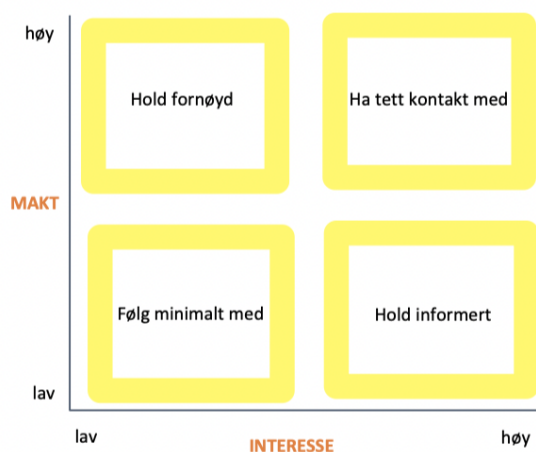 høy
Hold fornøyd
Ha tett kontakt med
MAKT
Følg minimalt med
Hold informert
lav
lav
INTERESSE
høy